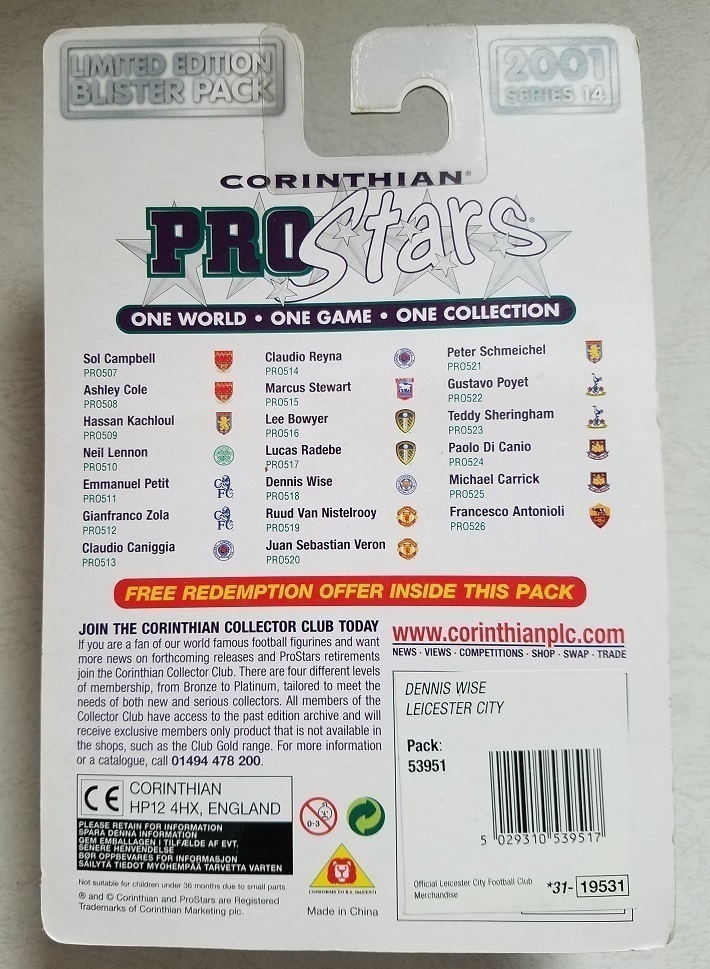 LIMITED EDITION
BLISTER PACK
2001
SERIES 14
CORINTHIAN®
PROStars®
ONE WORLD • ONE GAME • ONE COLLECTION
Sol Campbell
PRO507
Ashley Cole
PRO508
Hassan Kachloul
PRO509
Neil Lennon
PRO510
Emmanuel Petit
PRO511
Gianfranco Zola
PRO512
Claudio Caniggia
PRO513
Claudio Reyna
PRO514
Marcus Stewart
PRO515
Lee Bowyer
PRO516
Lucas Radebe
PRO517
Dennis Wise
PRO518
Ruud Van Nistelrooy
PRO519
Juan Sebastian Veron
PRO520
Peter Schmeichel
PRO521
Gustavo Poyet
PRO522
Teddy Sheringham
PRO523
Paolo Di Canio
PRO524
Michael Carrick
PRO525
Francesco Antonioli
PRO526
FREE REDEMPTION OFFER INSIDE THIS PACK
JOIN THE CORINTHIAN COLLECTOR CLUB TODAY
If you are a fan of our world famous football figurines and want
more news on forthcoming releases and ProStars retirements
join the Corinthian Collector Club. There are four different levels
of membership, from Bronze to Platinum, tailored to meet the
needs of both new and serious collectors. All members of the
Collector Club have access to the past edition archive and will
receive exclusive members only product that is not available in
the shops, such as the Club Gold range. For more information
or a catalogue, call 01494 478 200.
www.corinthianplc.com
NEWS · VIEWS · COMPETITIONS · SHOP · SWAP · TRADE
DENNIS WISE
LEICESTER CITY
Pack:
53951
5 029310 539517
Official Leicester City Football Club
Merchandise
*31- 19531
CE
CORINTHIAN
HP12 4HX, ENGLAND
PLEASE RETAIN FOR INFORMATION
SPARA DENNA INFORMATION
GEM EMBALLAGEN I TILFÆLDE AF EVT.
SENERE HENVENDELSE
BØR OPPBEVARES FOR INFORMASJON
SÄILYTÄ TIEDOT MYÖHEMPÄÄ TARVETTA VARTEN
Not suitable for children under 36 months due to small parts.
® and © Corinthian and ProStars are Registered
Trademarks of Corinthian Marketing plc.
0-3
Made in China